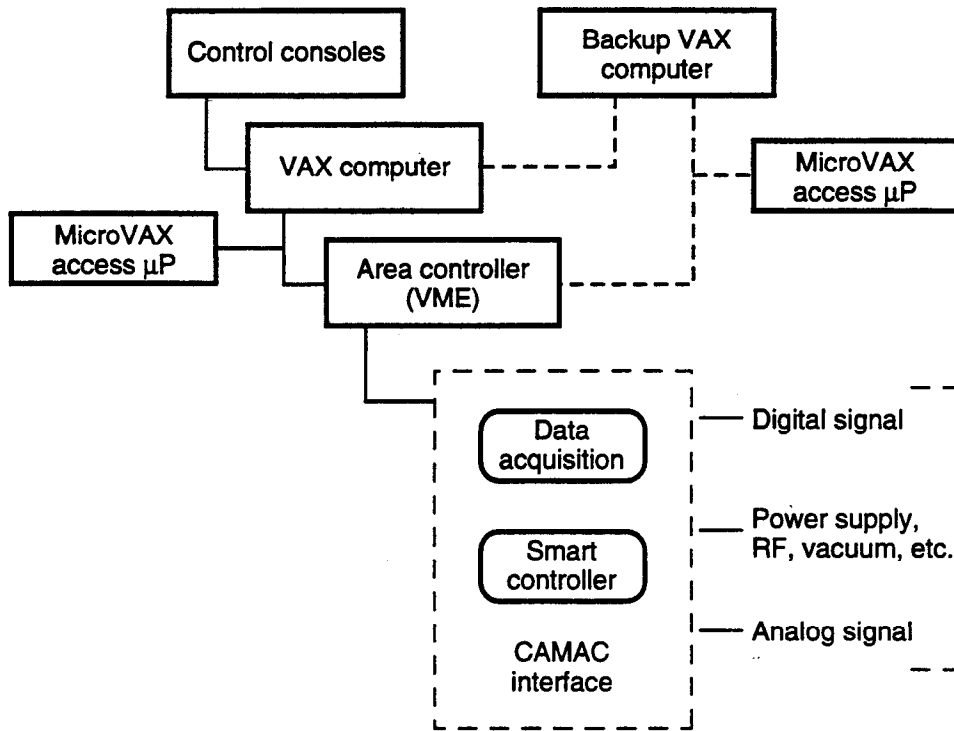 Control consoles
Backup VAX
computer
VAX computer
MicroVAX
access μP
MicroVAX
access μP
Area controller
(VME)
Data
acquisition
Digital signal
Power supply,
RF, vacuum, etc.
Smart
controller
Analog signal
CAMAC
interface